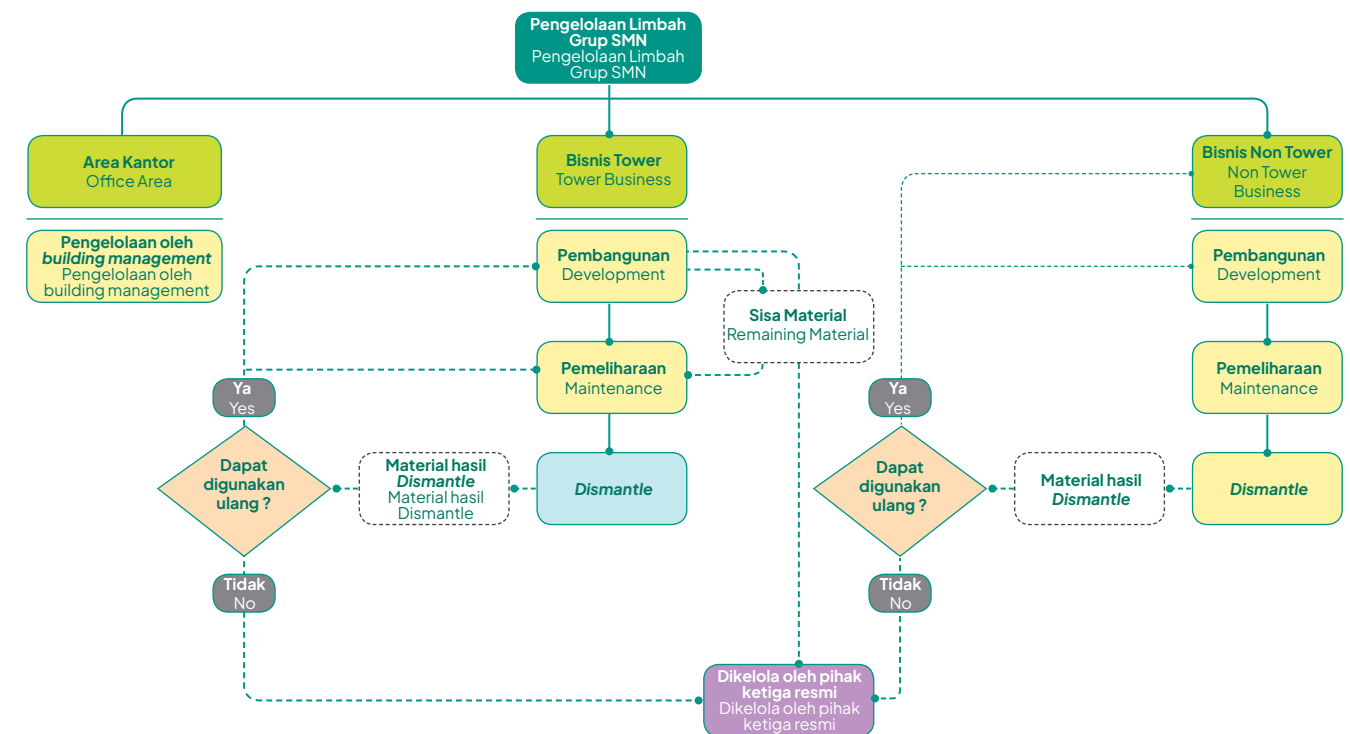 Pengelolaan Limbah
Grup SMN
Pengelolaan Limbah
Grup SMN
Area Kantor
Office Area
Bisnis Tower
Tower Business
Bisnis Non Tower
Non Tower
Business
Pengelolaan oleh
building management
Pengelolaan oleh
building management
Pembangunan
Development
Sisa Material
Remaining Material
Pembangunan
Development
Pemeliharaan
Maintenance
Pemeliharaan
Maintenance
Ya
Yes
Ya
Yes
Dapat
digunakan
ulang ?
Material hasil
Dismantle
Material hasil
Dismantle
Dismantle
Dapat
digunakan
ulang ?
Material hasil
Dismantle
Dismantle
Tidak
No
Tidak
No
Dikelola oleh pihak
ketiga resmi
Dikelola oleh pihak
ketiga resmi